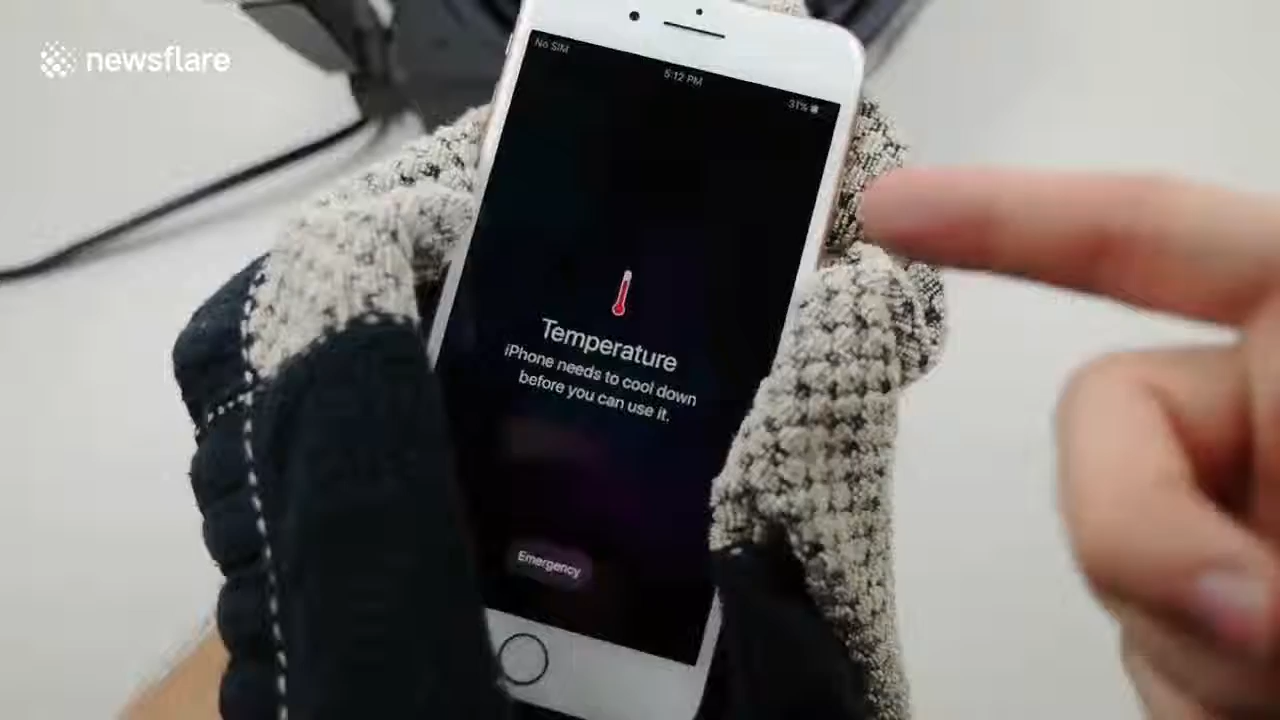 newsflare
No SIM
5:12 PM
31%
Temperature
iPhone needs to cool down
before you can use it.
Emergency